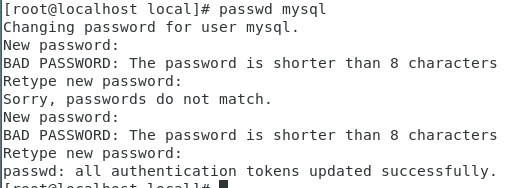 [root@localhost local]# passwd mysql
Changing password for user mysql.
New password:
BAD PASSWORD: The password is shorter than 8 characters
Retype new password:
Sorry, passwords do not match.
New password:
BAD PASSWORD: The password is shorter than 8 characters
Retype new password:
passwd: all authentication tokens updated successfully.
[root@localhost local]#